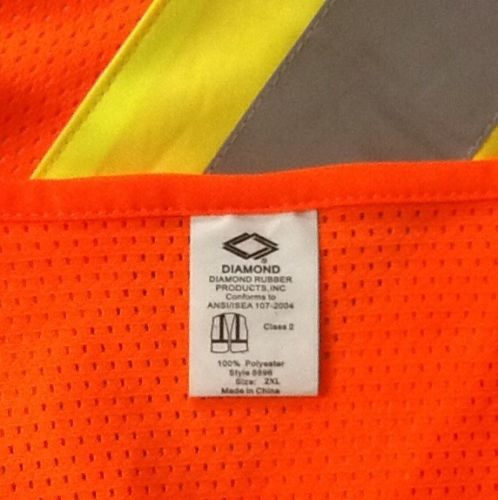 ®
DIAMOND
DIAMOND RUBBER
PRODUCTS,INC
Conforms to
ANSI/ISEA 107-2004
Class 2
100% Polyester
Style 8896
Size: 2XL
Made in China